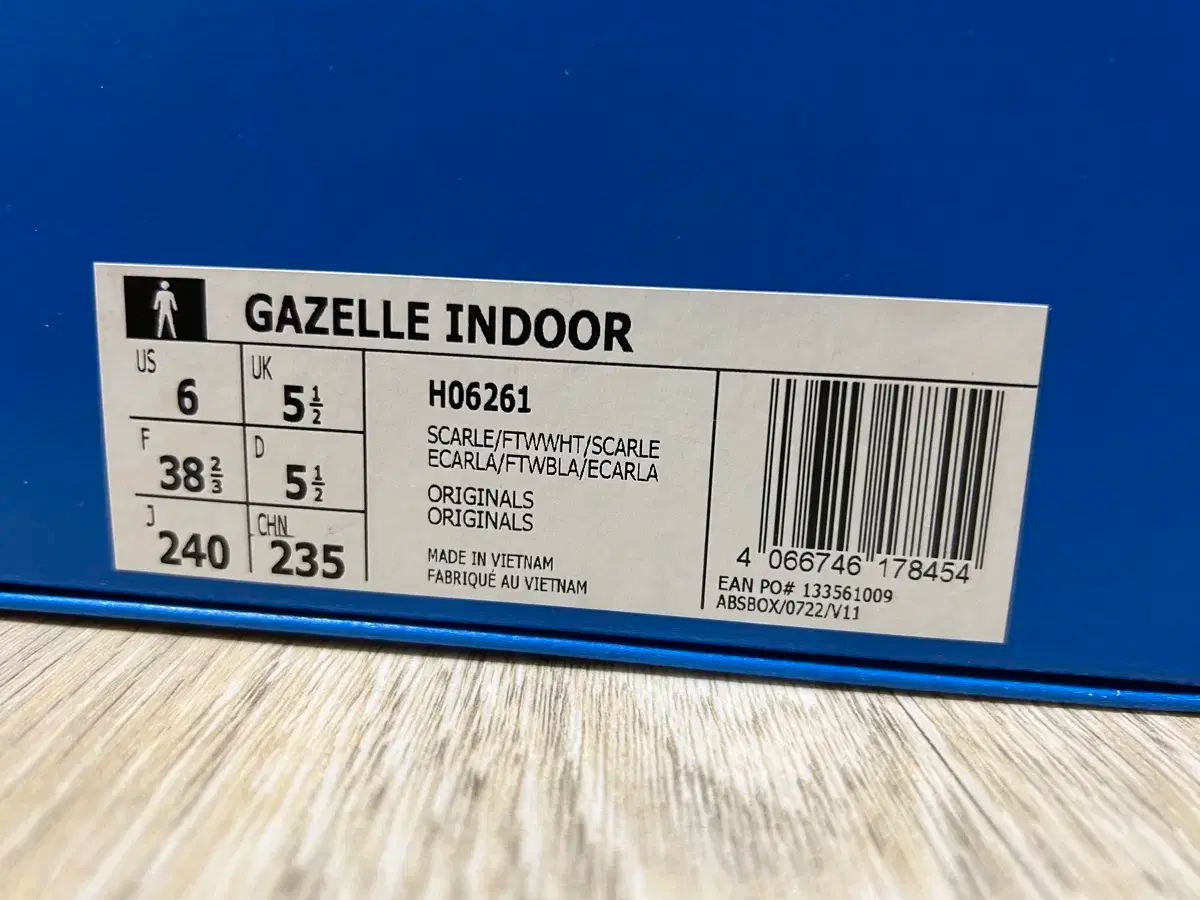 GAZELLE INDOOR
US 6
UK 5 1/2
F 38 2/3
D 5 1/2
J 240
CHN 235
H06261
SCARLE/FTWWHT/SCARLE
ECARLA/FTWBLA/ECARLA
ORIGINALS
ORIGINALS
MADE IN VIETNAM
FABRIQUÉ AU VIETNAM
4 066746 178454
EAN PO# 133561009
ABSBOX/0722/V11